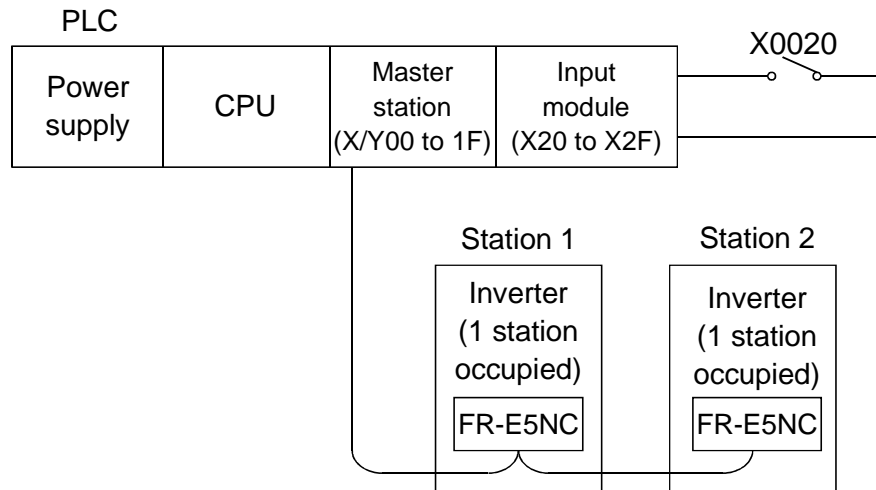 PLC
Power
supply
CPU
Master
station
(X/Y00 to 1F)
Input
module
(X20 to X2F)
X0020
Station 1
Inverter
(1 station
occupied)
FR-E5NC
Station 2
Inverter
(1 station
occupied)
FR-E5NC